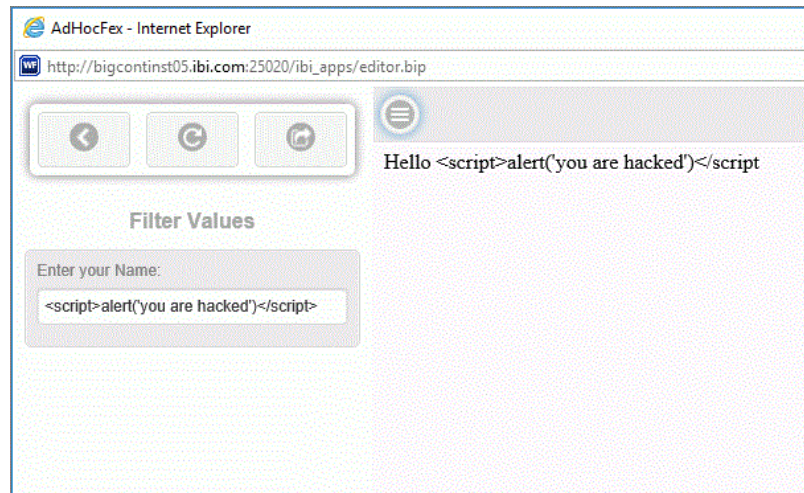 AdHocFex - Internet Explorer
WF http://bigcontinst05.ibi.com:25020/ibi_apps/editor.bip
Hello <script>alert('you are hacked')</script
Filter Values
Enter your Name:
<script>alert('you are hacked')</script>